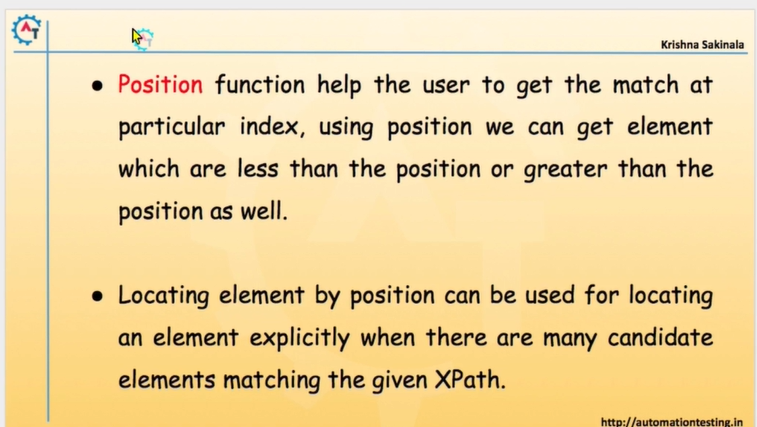 AT
Krishna Sakinala
● Position function help the user to get the match at
particular index, using position we can get element
which are less than the position or greater than the
position as well.
● Locating element by position can be used for locating
an element explicitly when there are many candidate
elements matching the given XPath.
http://automationtesting.in